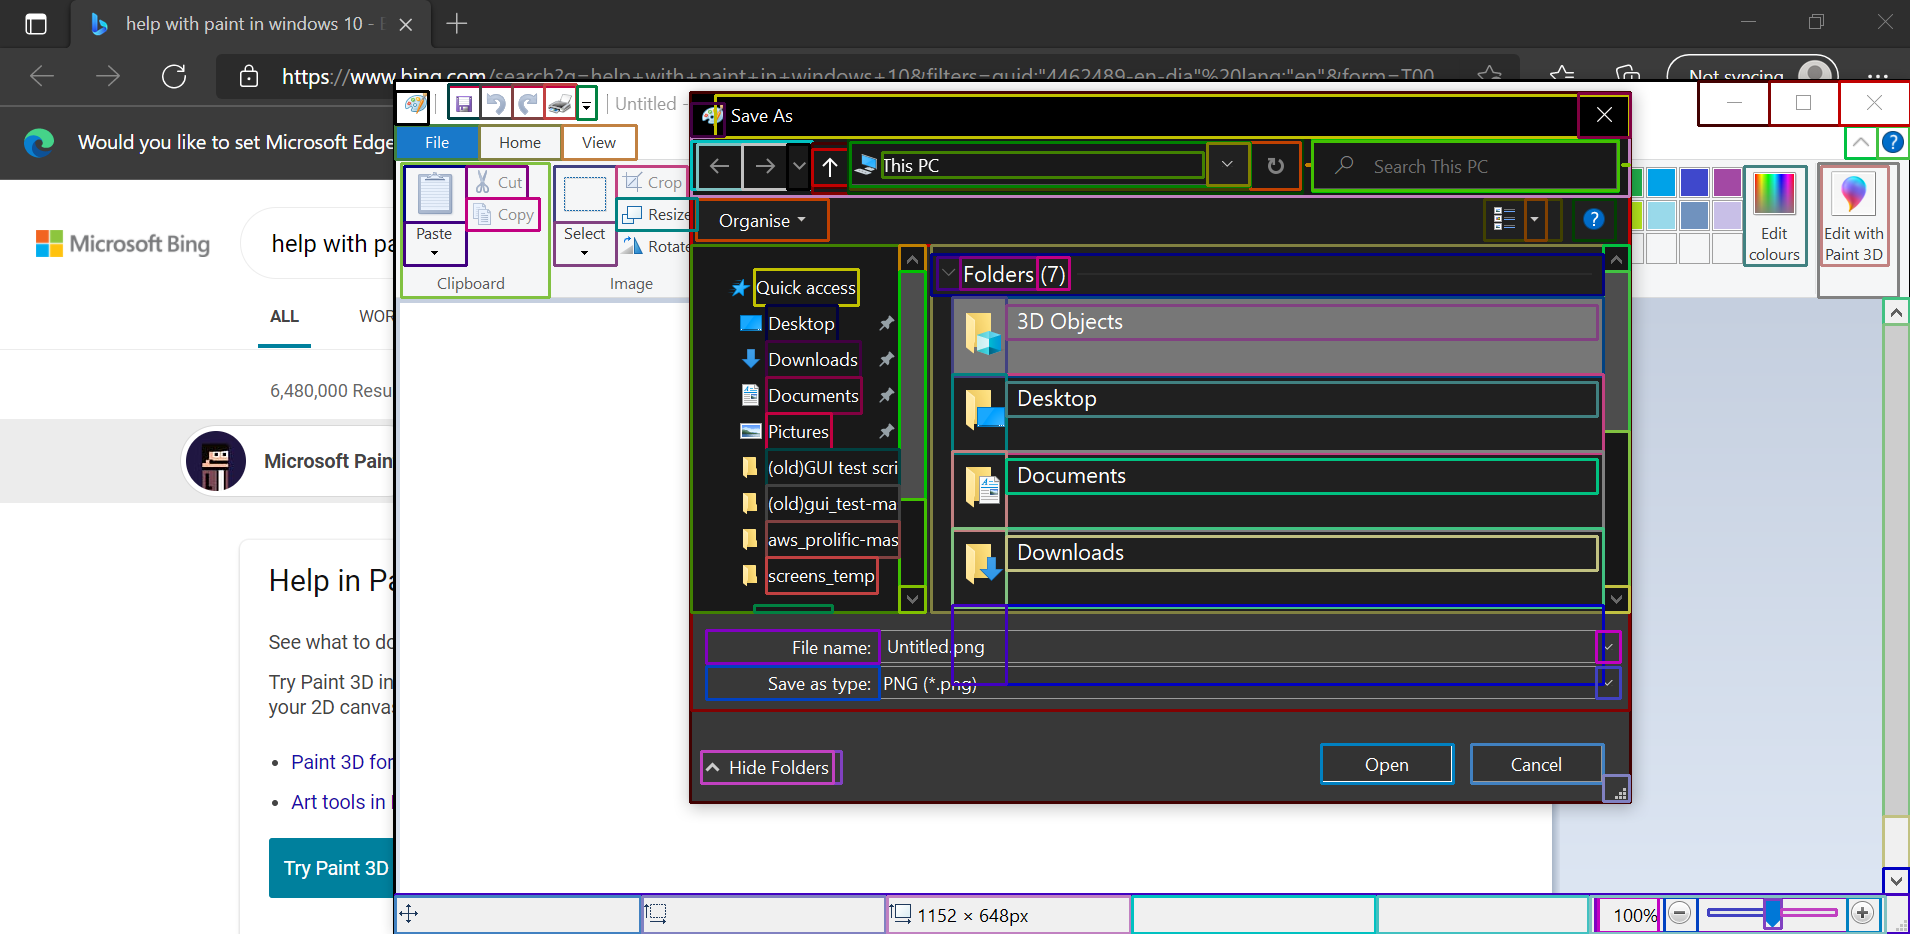 help with paint in windows 10 -
https://www.bing.com/search?q=help+with+paint+in+windows+10&filters=guid:"4462489-en-dia"%20lang:"en"&form=T00
Not syncing
Would you like to set Microsoft Edge
Microsoft Bing
help with pa
ALL
WOR
6,480,000 Resu
Microsoft Pain
Help in Pa
See what to do
Try Paint 3D in
your 2D canvas
Paint 3D for
Art tools in
Try Paint 3D
Untitled -
File
Home
View
Paste
Cut
Copy
Clipboard
Select
Crop
Resize
Rotate
Image
Edit
colours
Edit with
Paint 3D
Save As
This PC
Search This PC
Organise
Quick access
Desktop
Downloads
Documents
Pictures
(old)GUI test scri
(old)gui_test-ma
aws_prolific-mas
screens_temp
Folders (7)
3D Objects
Desktop
Documents
Downloads
File name:
Untitled.png
Save as type:
PNG (*.png)
Hide Folders
Open
Cancel
1152 × 648px
100%